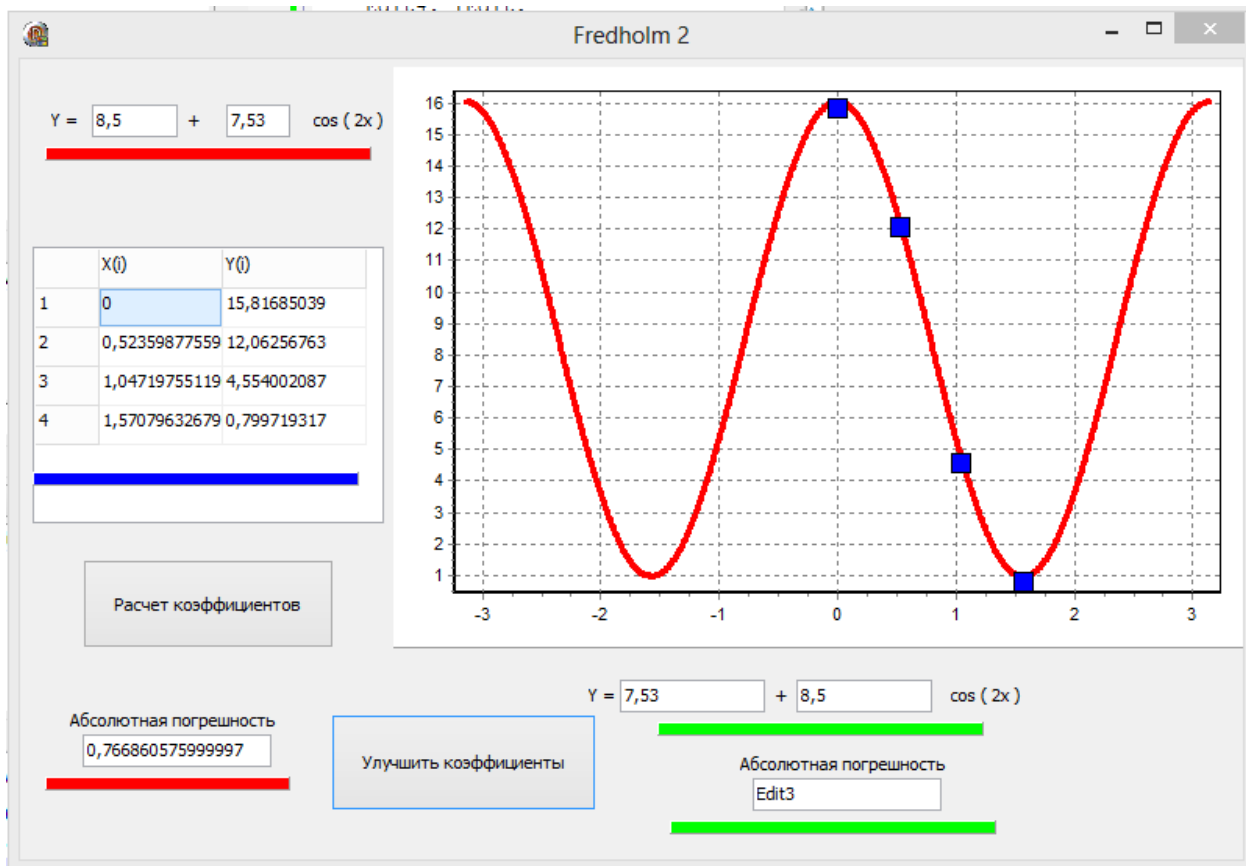 Fredholm 2
Y = 8,5 + 7,53 cos ( 2x )
X(i) Y(i)
1 0 15,81685039
2 0,52359877559 12,06256763
3 1,04719755119 4,554002087
4 1,57079632679 0,799719317
16
15
14
13
12
11
10
9
8
7
6
5
4
3
2
1
-3 -2 -1 0 1 2 3
Расчет коэффициентов
Y = 7,53 + 8,5 cos ( 2x )
Абсолютная погрешность
0,766860575999997
Улучшить коэффициенты
Абсолютная погрешность
Edit3